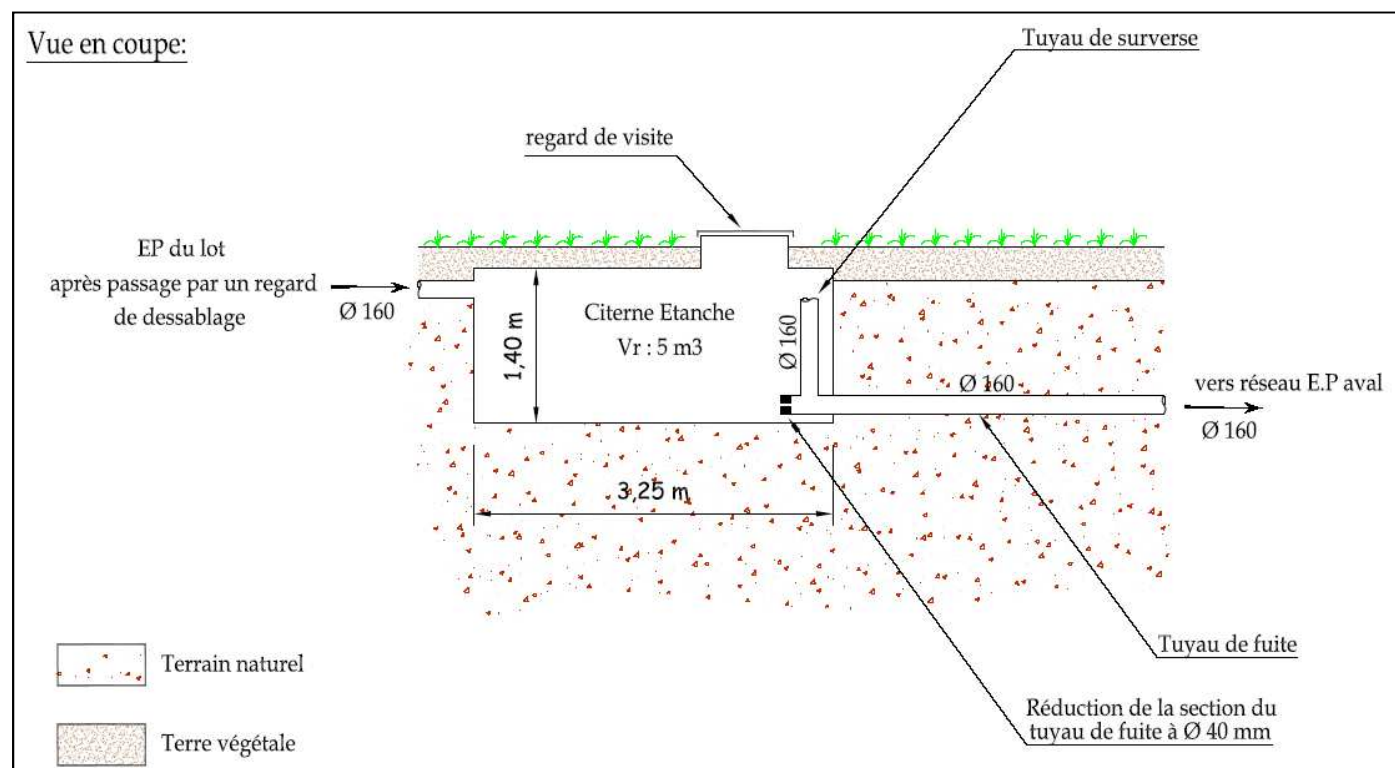 Vue en coupe:
Tuyau de surverse
regard de visite
EP du lot
après passage par un regard
de dessablage
Ø 160
1,40 m
Citerne Etanche
Vr : 5 m3
Ø 160
Ø 160
vers réseau E.P aval
Ø 160
3,25 m
Tuyau de fuite
Réduction de la section du
tuyau de fuite à Ø 40 mm
Terrain naturel
Terre végétale